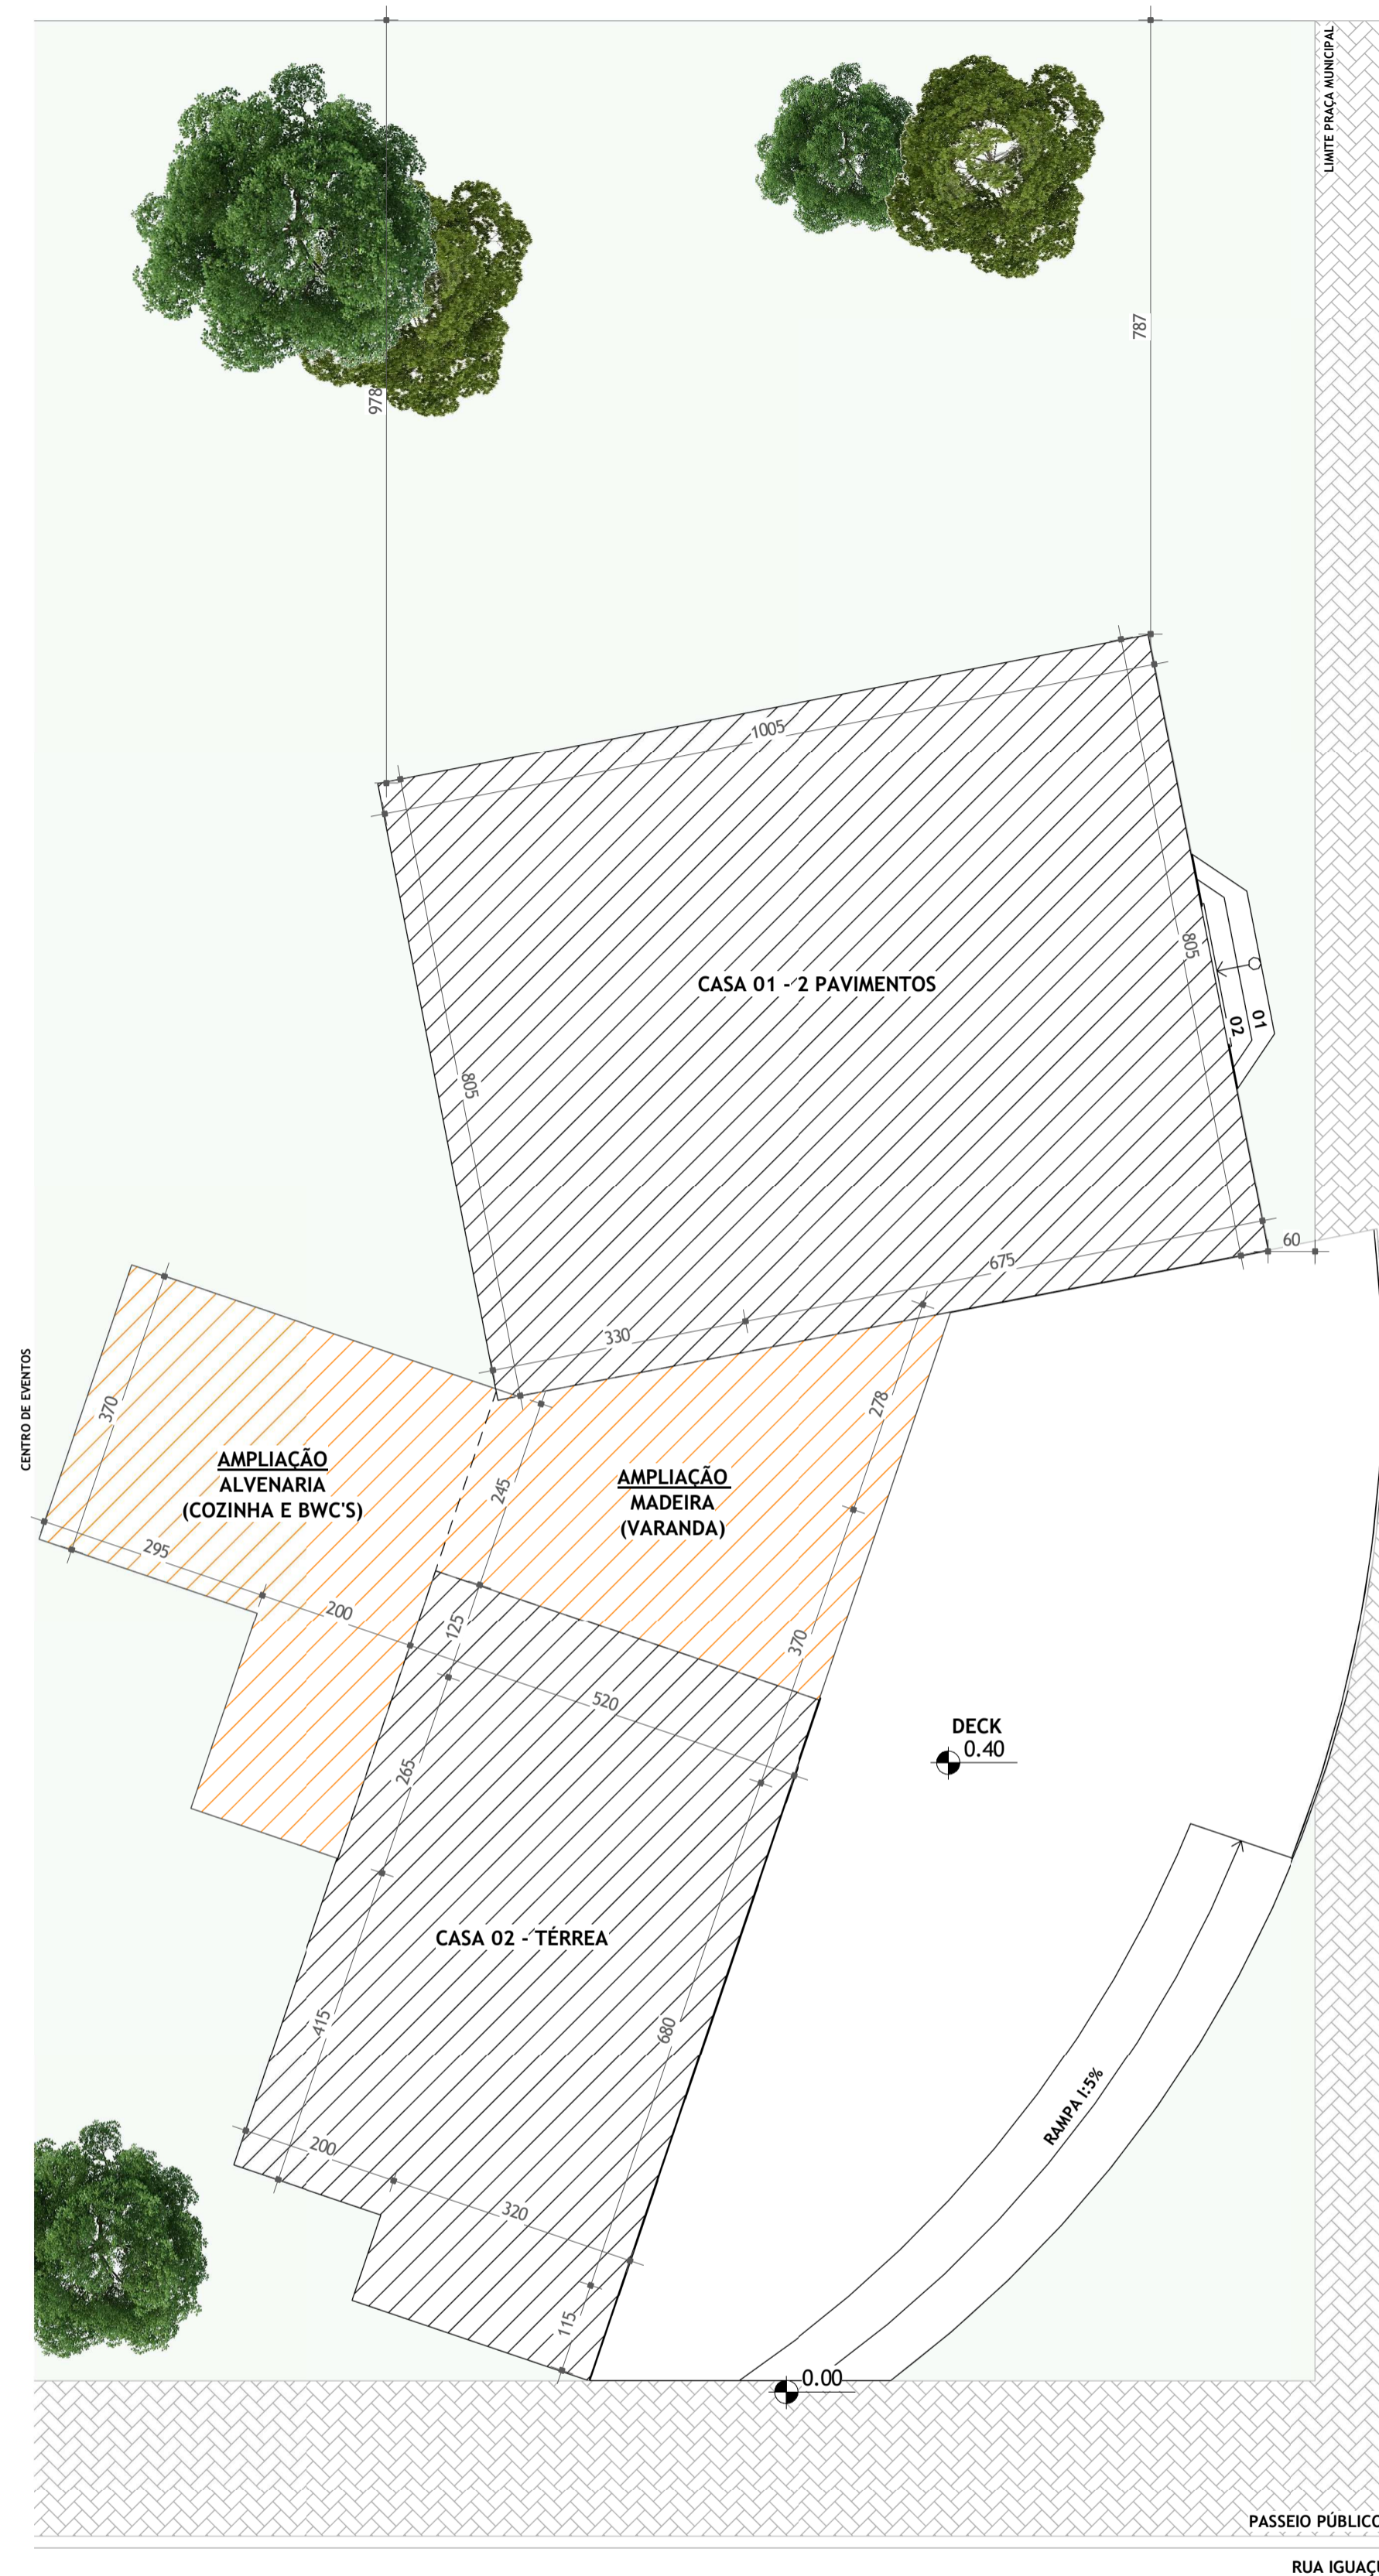 LIMITE PRAÇA MUNICIPAL
787
978
1005
805
CASA 01 - 2 PAVIMENTOS
01
02
805
60
675
330
278
CENTRO DE EVENTOS
370
AMPLIAÇÃO
ALVENARIA
(COZINHA E BWC'S)
245
AMPLIAÇÃO
MADEIRA
(VARANDA)
295
200
125
370
520
DECK
0.40
265
CASA 02 - TÉRREA
415
680
RAMPA I:5%
200
320
115
0.00
PASSEIO PÚBLICO